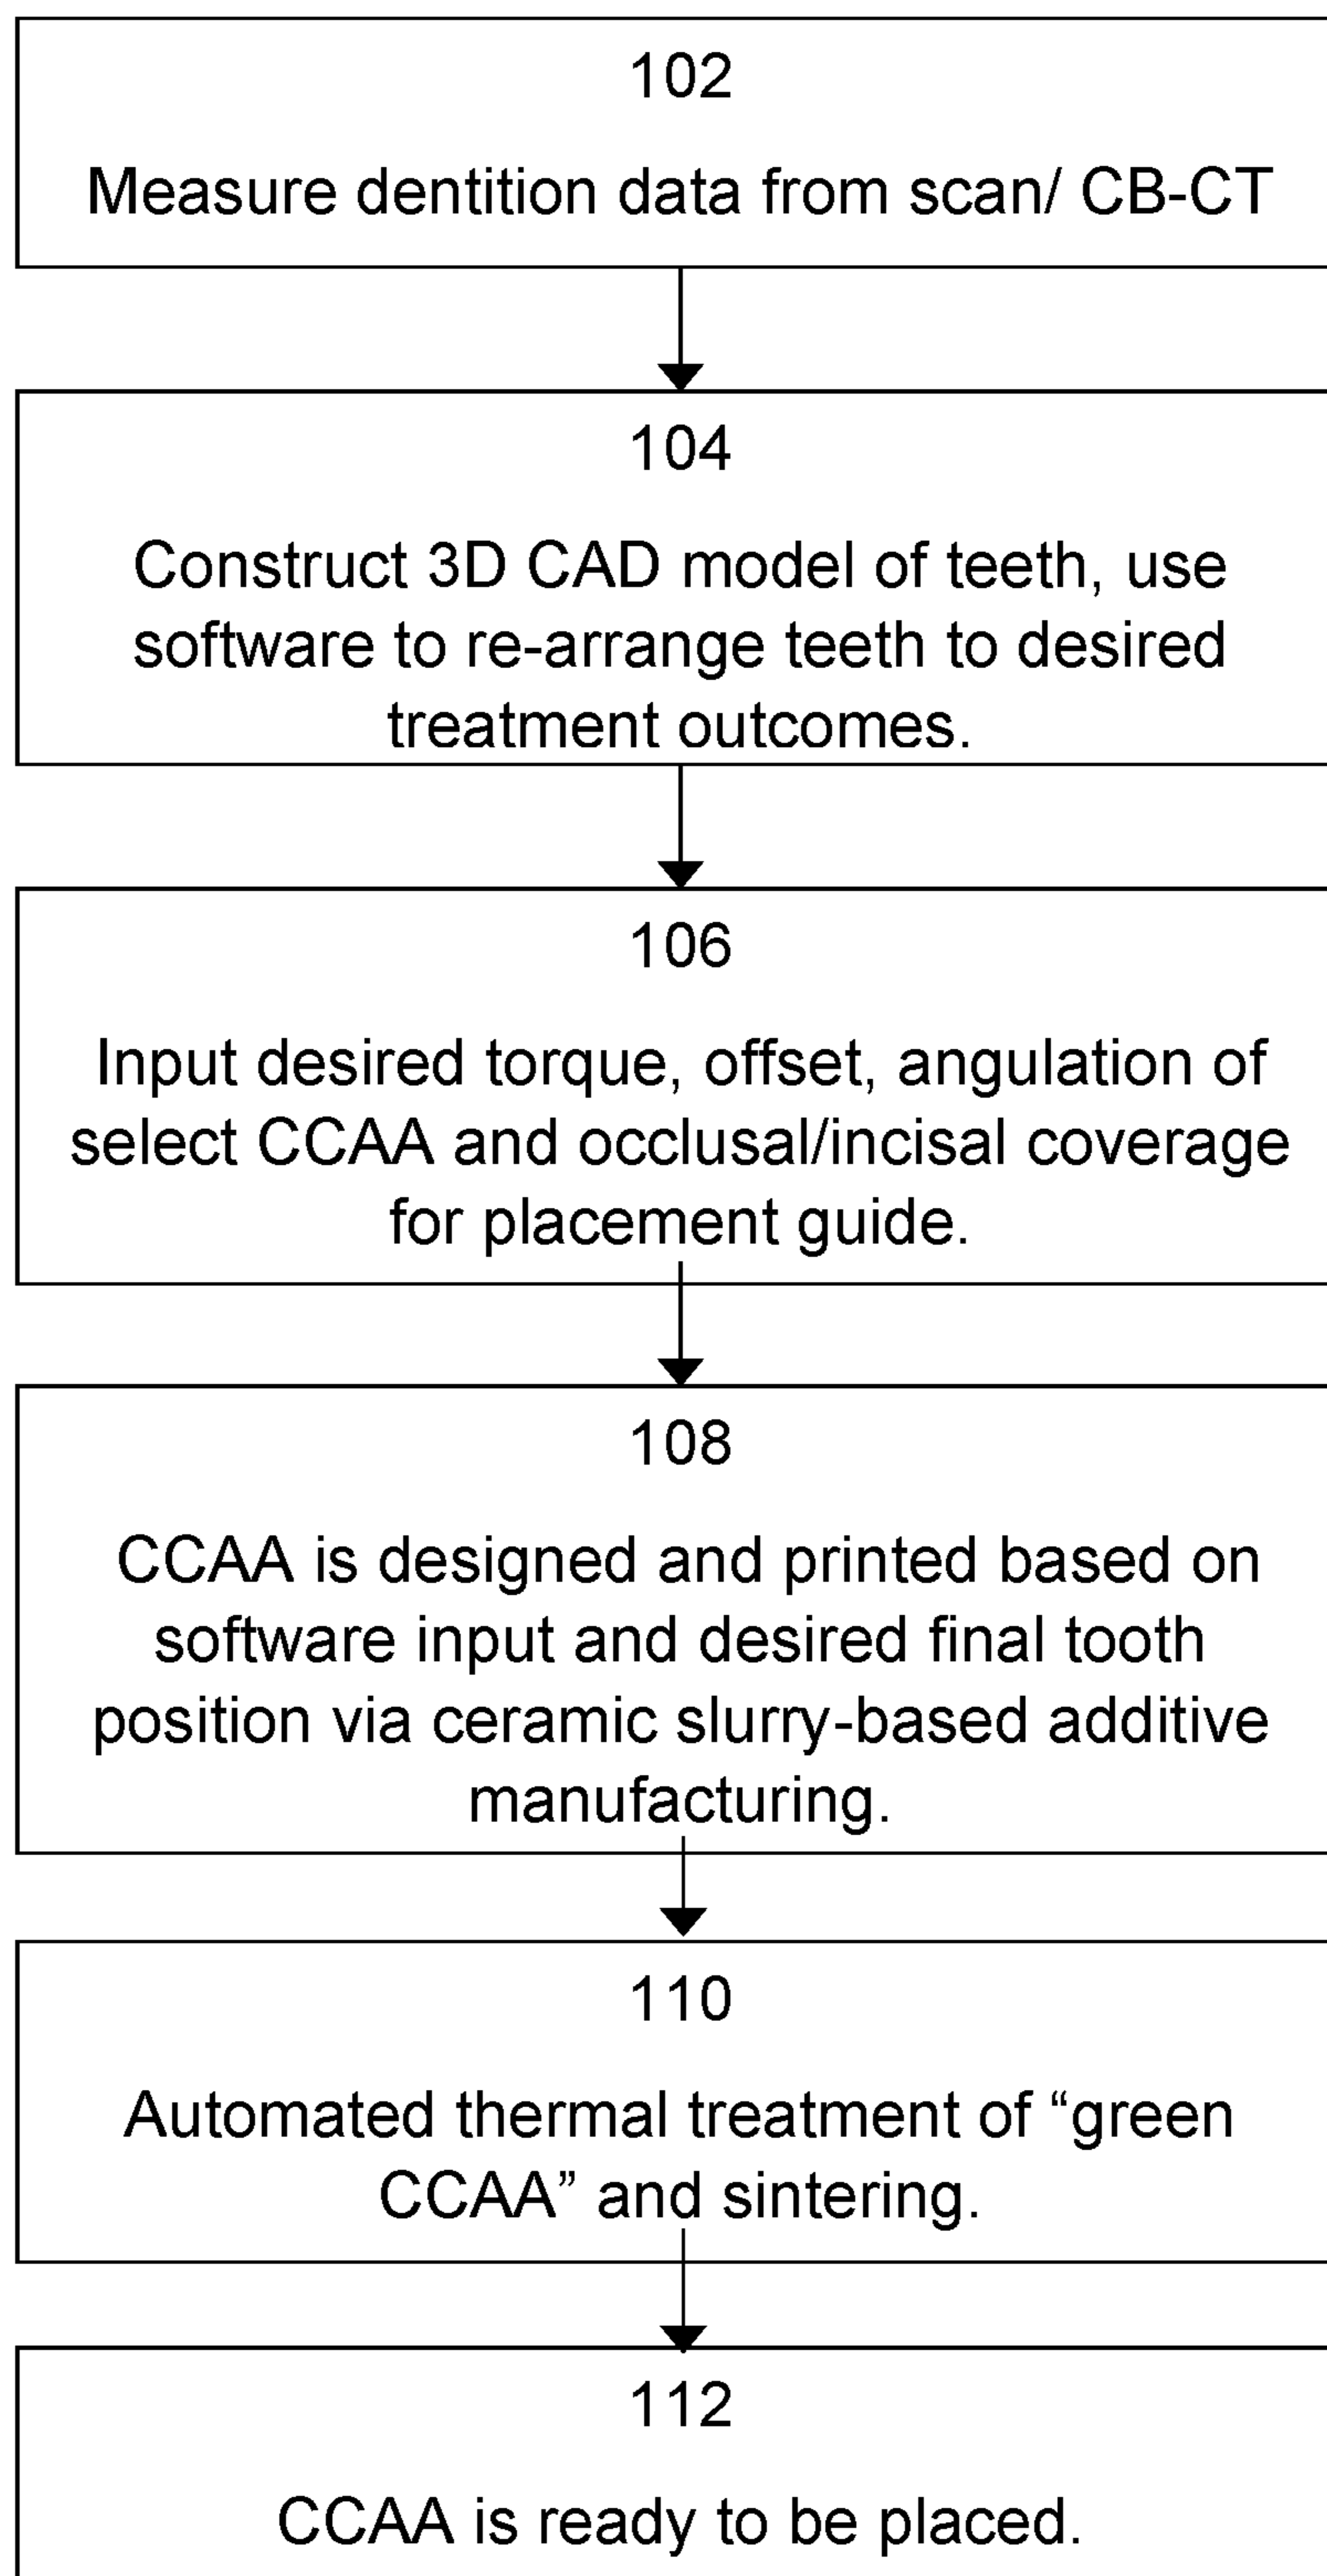 102
Measure dentition data from scan/ CB-CT
104
Construct 3D CAD model of teeth, use
software to re-arrange teeth to desired
treatment outcomes.
106
Input desired torque, offset, angulation of
select CCAA and occlusal/incisal coverage
for placement guide.
108
CCAA is designed and printed based on
software input and desired final tooth
position via ceramic slurry-based additive
manufacturing.
110
Automated thermal treatment of “green
CCAA” and sintering.
112
CCAA is ready to be placed.